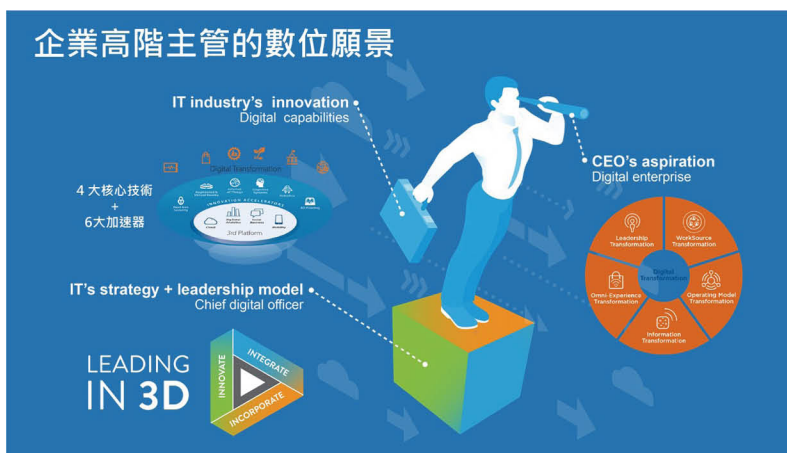 企業高階主管的數位願景
IT industry's innovation
Digital capabilities
CEO's aspiration
Digital enterprise
Digital Transformation
4 大核心技術
+
6大加速器
INNOVATION ACCELERATORS
3rd Platform
Leadership
Transformation
WorkSource
Transformation
Digital
Transformation
Omni-Experience
Transformation
Operating Model
Transformation
Information
Transformation
IT's strategy + leadership model
Chief digital officer
LEADING
IN 3D
INNOVATE
INTEGRATE
INCORPORATE